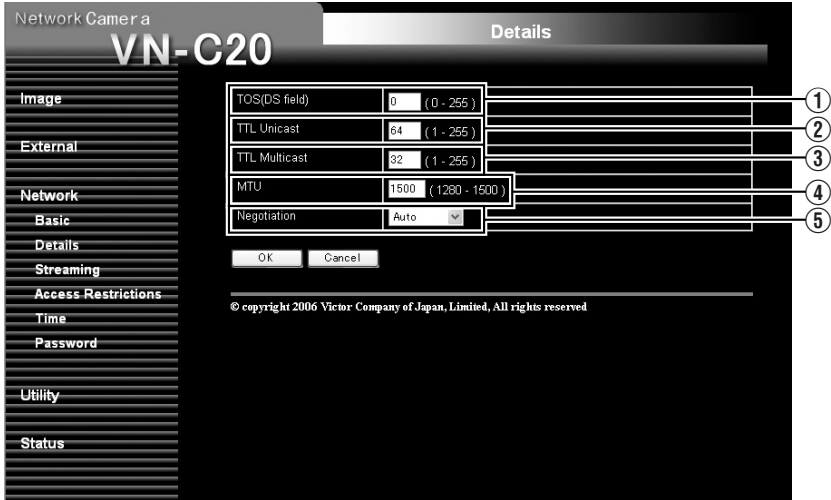 Network Camera
VN-C20
Details
Image
External
Network
Basic
Details
Streaming
Access Restrictions
Time
Password
Utility
Status
TOS(DS field) 0 ( 0 - 255 ) ①
TTL Unicast 64 ( 1 - 255 ) ②
TTL Multicast 32 ( 1 - 255 ) ③
MTU 1500 ( 1280 - 1500 ) ④
Negotiation Auto ⑤
OK Cancel
© copyright 2006 Victor Company of Japan, Limited, All rights reserved